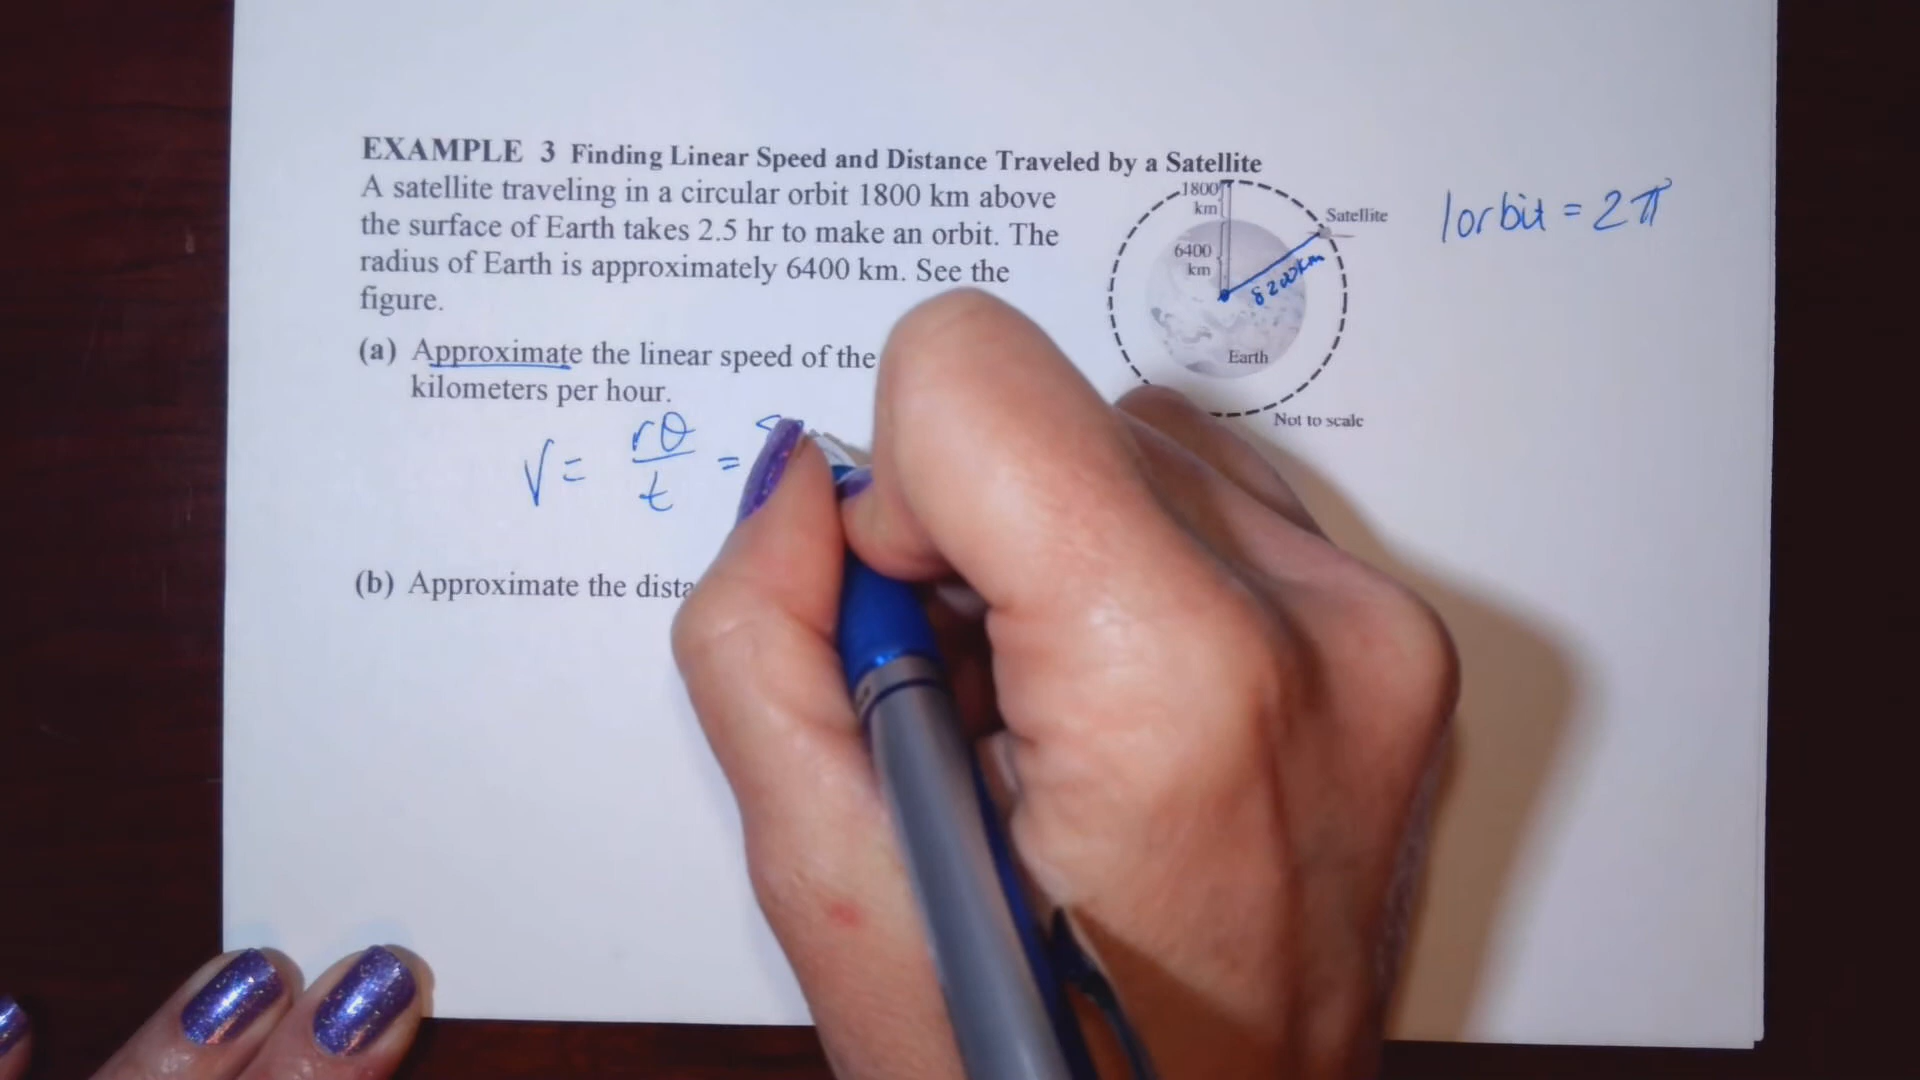 EXAMPLE 3 Finding Linear Speed and Distance Traveled by a Satellite
A satellite traveling in a circular orbit 1800 km above
the surface of Earth takes 2.5 hr to make an orbit. The
radius of Earth is approximately 6400 km. See the
figure.
1800
km
6400
km
Satellite
8200km
Earth
Not to scale
1orbit = 2π
(a) Approximate the linear speed of the
kilometers per hour.
V = rθ/t =
(b) Approximate the